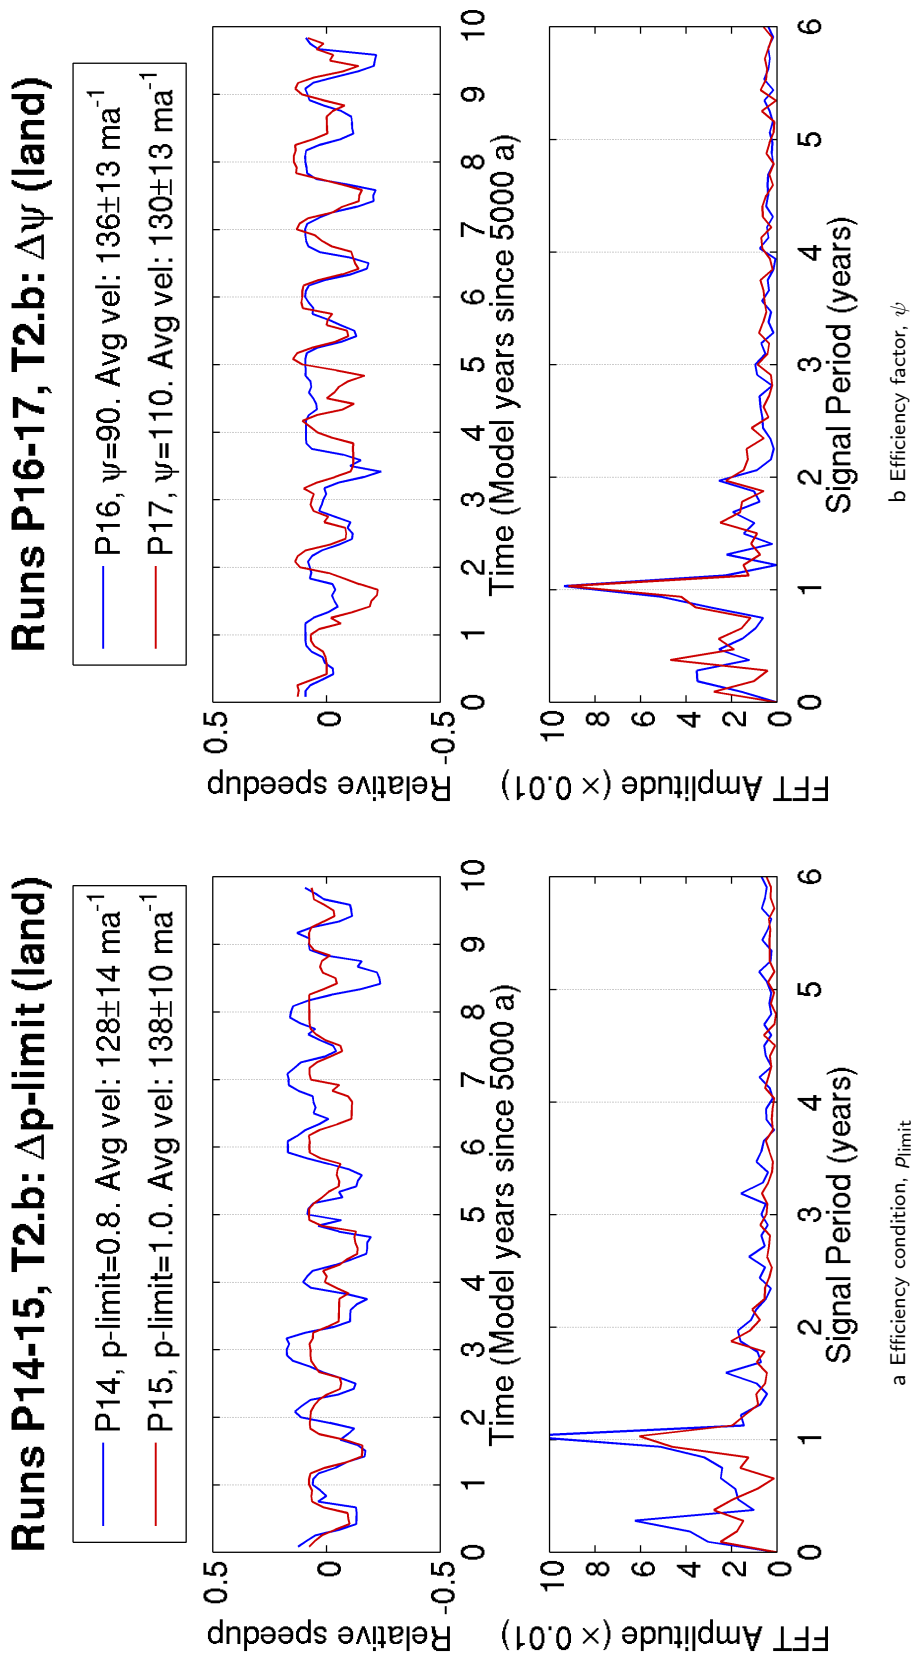 Runs P14-15, T2.b: Δp-limit (land)
P14, p-limit=0.8. Avg vel: 128±14 ma⁻¹
P15, p-limit=1.0. Avg vel: 138±10 ma⁻¹
Relative speedup
0.5
0
-0.5
0 1 2 3 4 5 6 7 8 9 10
Time (Model years since 5000 a)
FFT Amplitude (× 0.01)
10
8
6
4
2
0
0 1 2 3 4 5 6
Signal Period (years)
a Efficiency condition, plimit
Runs P16-17, T2.b: Δψ (land)
P16, ψ=90. Avg vel: 136±13 ma⁻¹
P17, ψ=110. Avg vel: 130±13 ma⁻¹
Relative speedup
0.5
0
-0.5
0 1 2 3 4 5 6 7 8 9 10
Time (Model years since 5000 a)
FFT Amplitude (× 0.01)
10
8
6
4
2
0
0 1 2 3 4 5 6
Signal Period (years)
b Efficiency factor, ψ